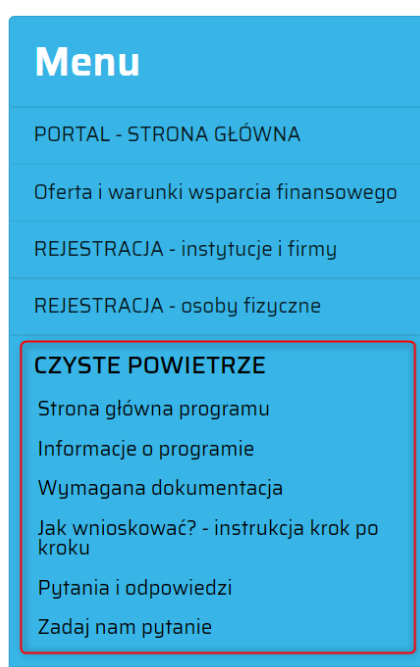 Menu
PORTAL - STRONA GŁÓWNA
Oferta i warunki wsparcia finansowego
REJESTRACJA - instytucje i firmy
REJESTRACJA - osoby fizyczne
CZYSTE POWIETRZE
Strona główna programu
Informacje o programie
Wymagana dokumentacja
Jak wnioskować? - instrukcja krok po
kroku
Pytania i odpowiedzi
Zadaj nam pytanie